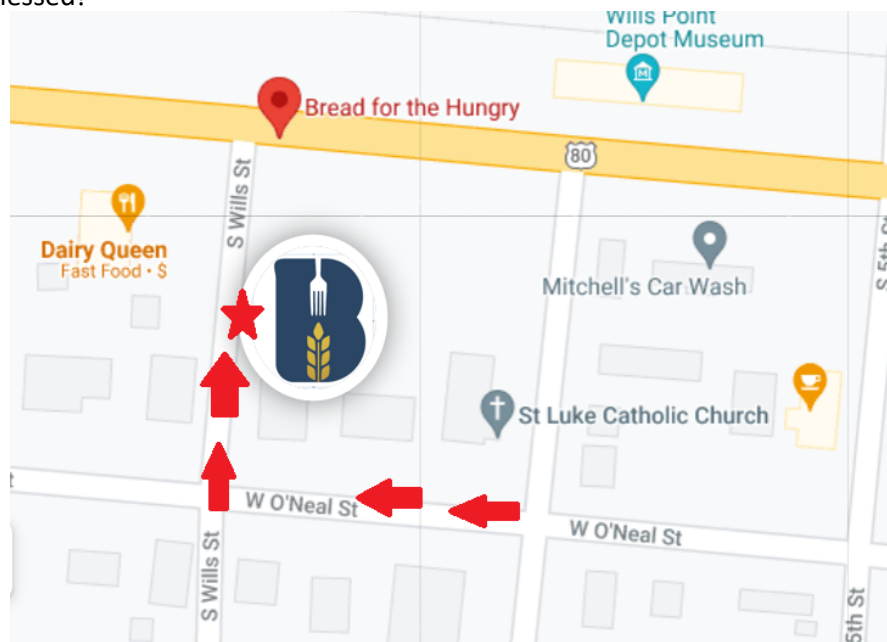 Wills Point
Depot Museum
Bread for the Hungry
80
S Wills St
Dairy Queen
Fast Food • $
B
Mitchell's Car Wash
S 5th St
St Luke Catholic Church
W O'Neal St
W O'Neal St
S Wills St
5th St